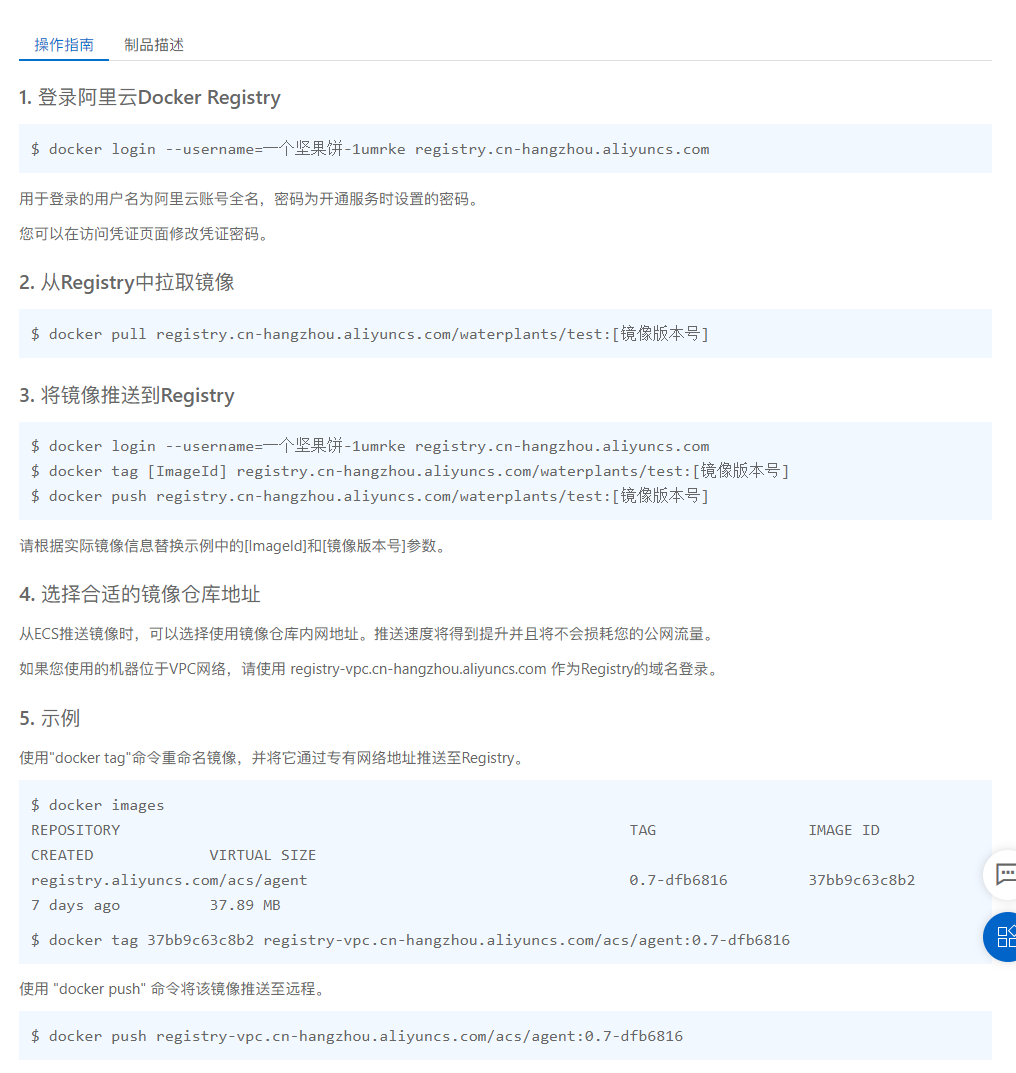 操作指南 制品描述
1. 登录阿里云Docker Registry
$ docker login --username=一个坚果饼-1umrke registry.cn-hangzhou.aliyuncs.com
用于登录的用户名为阿里云账号全名，密码为开通服务时设置的密码。
您可以在访问凭证页面修改凭证密码。
2. 从Registry中拉取镜像
$ docker pull registry.cn-hangzhou.aliyuncs.com/waterplants/test:[镜像版本号]
3. 将镜像推送到Registry
$ docker login --username=一个坚果饼-1umrke registry.cn-hangzhou.aliyuncs.com
$ docker tag [ImageId] registry.cn-hangzhou.aliyuncs.com/waterplants/test:[镜像版本号]
$ docker push registry.cn-hangzhou.aliyuncs.com/waterplants/test:[镜像版本号]
请根据实际镜像信息替换示例中的[ImageId]和[镜像版本号]参数。
4. 选择合适的镜像仓库地址
从ECS推送镜像时，可以选择使用镜像仓库内网地址。推送速度将得到提升并且将不会损耗您的公网流量。
如果您使用的机器位于VPC网络，请使用 registry-vpc.cn-hangzhou.aliyuncs.com 作为Registry的域名登录。
5. 示例
使用"docker tag"命令重命名镜像，并将它通过专有网络地址推送至Registry。
$ docker images
REPOSITORY TAG IMAGE ID
CREATED VIRTUAL SIZE
registry.aliyuncs.com/acs/agent 0.7-dfb6816 37bb9c63c8b2
7 days ago 37.89 MB
$ docker tag 37bb9c63c8b2 registry-vpc.cn-hangzhou.aliyuncs.com/acs/agent:0.7-dfb6816
使用 "docker push" 命令将该镜像推送至远程。
$ docker push registry-vpc.cn-hangzhou.aliyuncs.com/acs/agent:0.7-dfb6816